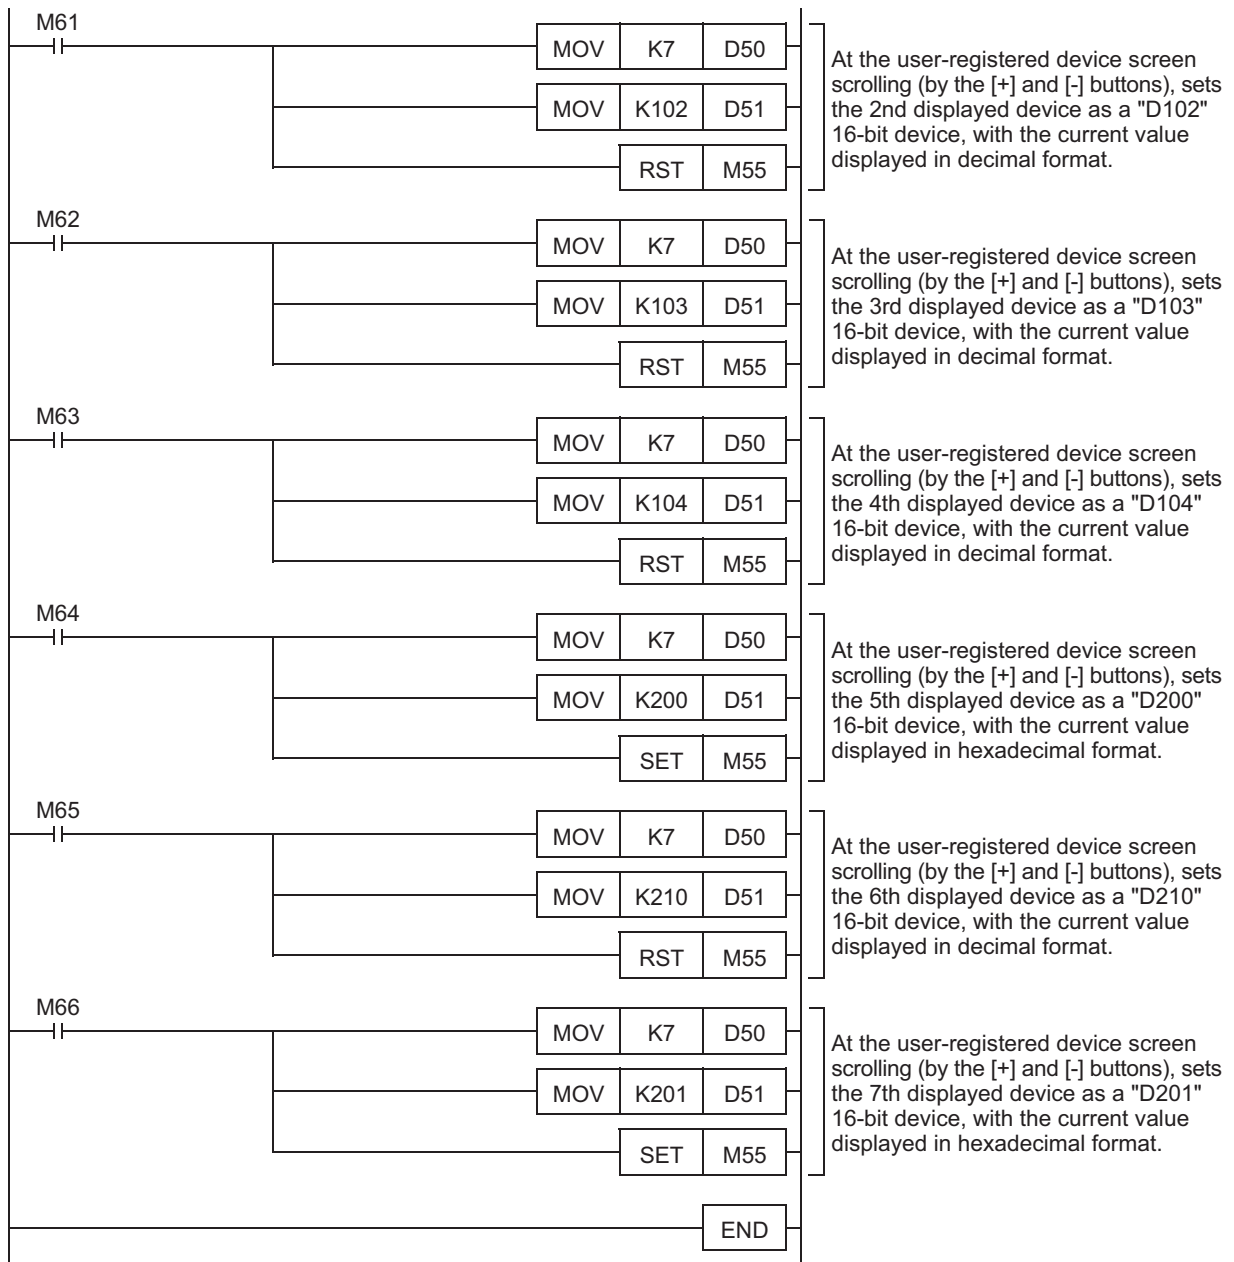 M61
MOV K7 D50
MOV K102 D51
RST M55
At the user-registered device screen
scrolling (by the [+] and [-] buttons), sets
the 2nd displayed device as a "D102"
16-bit device, with the current value
displayed in decimal format.
M62
MOV K7 D50
MOV K103 D51
RST M55
At the user-registered device screen
scrolling (by the [+] and [-] buttons), sets
the 3rd displayed device as a "D103"
16-bit device, with the current value
displayed in decimal format.
M63
MOV K7 D50
MOV K104 D51
RST M55
At the user-registered device screen
scrolling (by the [+] and [-] buttons), sets
the 4th displayed device as a "D104"
16-bit device, with the current value
displayed in decimal format.
M64
MOV K7 D50
MOV K200 D51
SET M55
At the user-registered device screen
scrolling (by the [+] and [-] buttons), sets
the 5th displayed device as a "D200"
16-bit device, with the current value
displayed in hexadecimal format.
M65
MOV K7 D50
MOV K210 D51
RST M55
At the user-registered device screen
scrolling (by the [+] and [-] buttons), sets
the 6th displayed device as a "D210"
16-bit device, with the current value
displayed in decimal format.
M66
MOV K7 D50
MOV K201 D51
SET M55
At the user-registered device screen
scrolling (by the [+] and [-] buttons), sets
the 7th displayed device as a "D201"
16-bit device, with the current value
displayed in hexadecimal format.
END